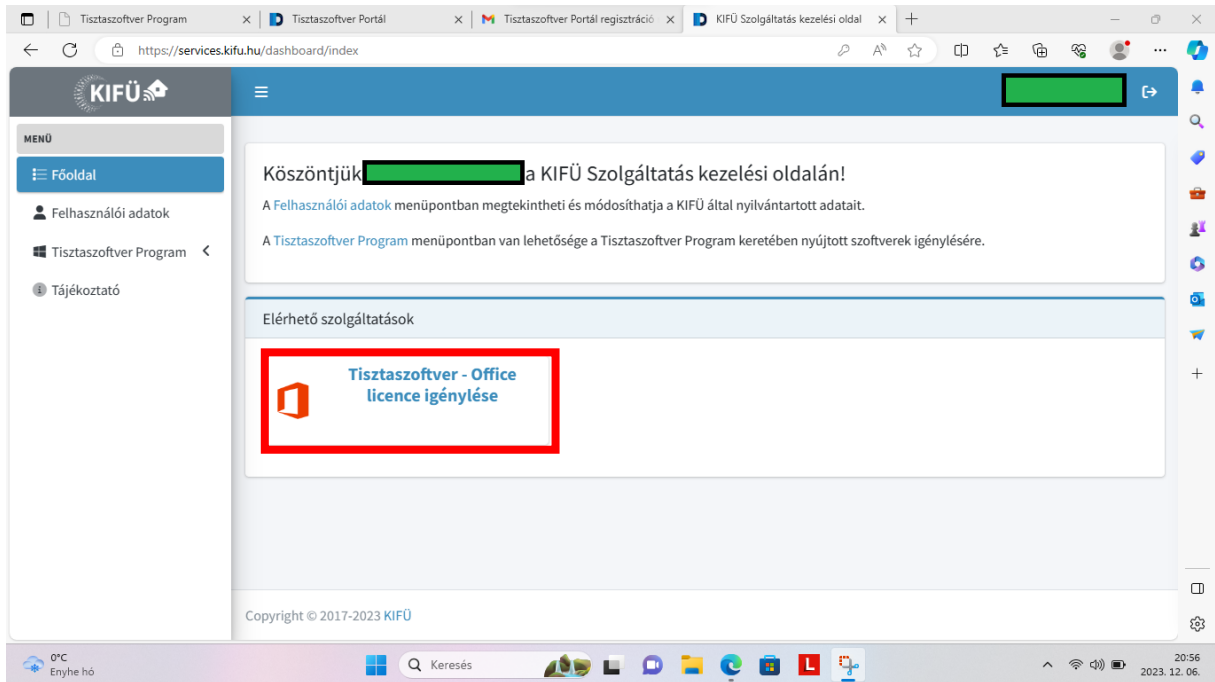 Tisztaszoftver Program
Tisztaszoftver Portál
Tisztaszoftver Portál regisztráció
KIFÜ Szolgáltatás kezelési oldal
https://services.kifu.hu/dashboard/index
KIFÜ
MENÜ
Főoldal
Felhasználói adatok
Tisztaszoftver Program
Tájékoztató
Köszöntjük a KIFÜ Szolgáltatás kezelési oldalán!
A Felhasználói adatok menüpontban megtekintheti és módosíthatja a KIFÜ által nyilvántartott adatait.
A Tisztaszoftver Program menüpontban van lehetősége a Tisztaszoftver Program keretében nyújtott szoftverek igénylésére.
Elérhető szolgáltatások
Tisztaszoftver - Office
licence igénylése
Copyright © 2017-2023 KIFÜ
0°C
Enyhe hó
Keresés
L
20:56
2023. 12. 06.